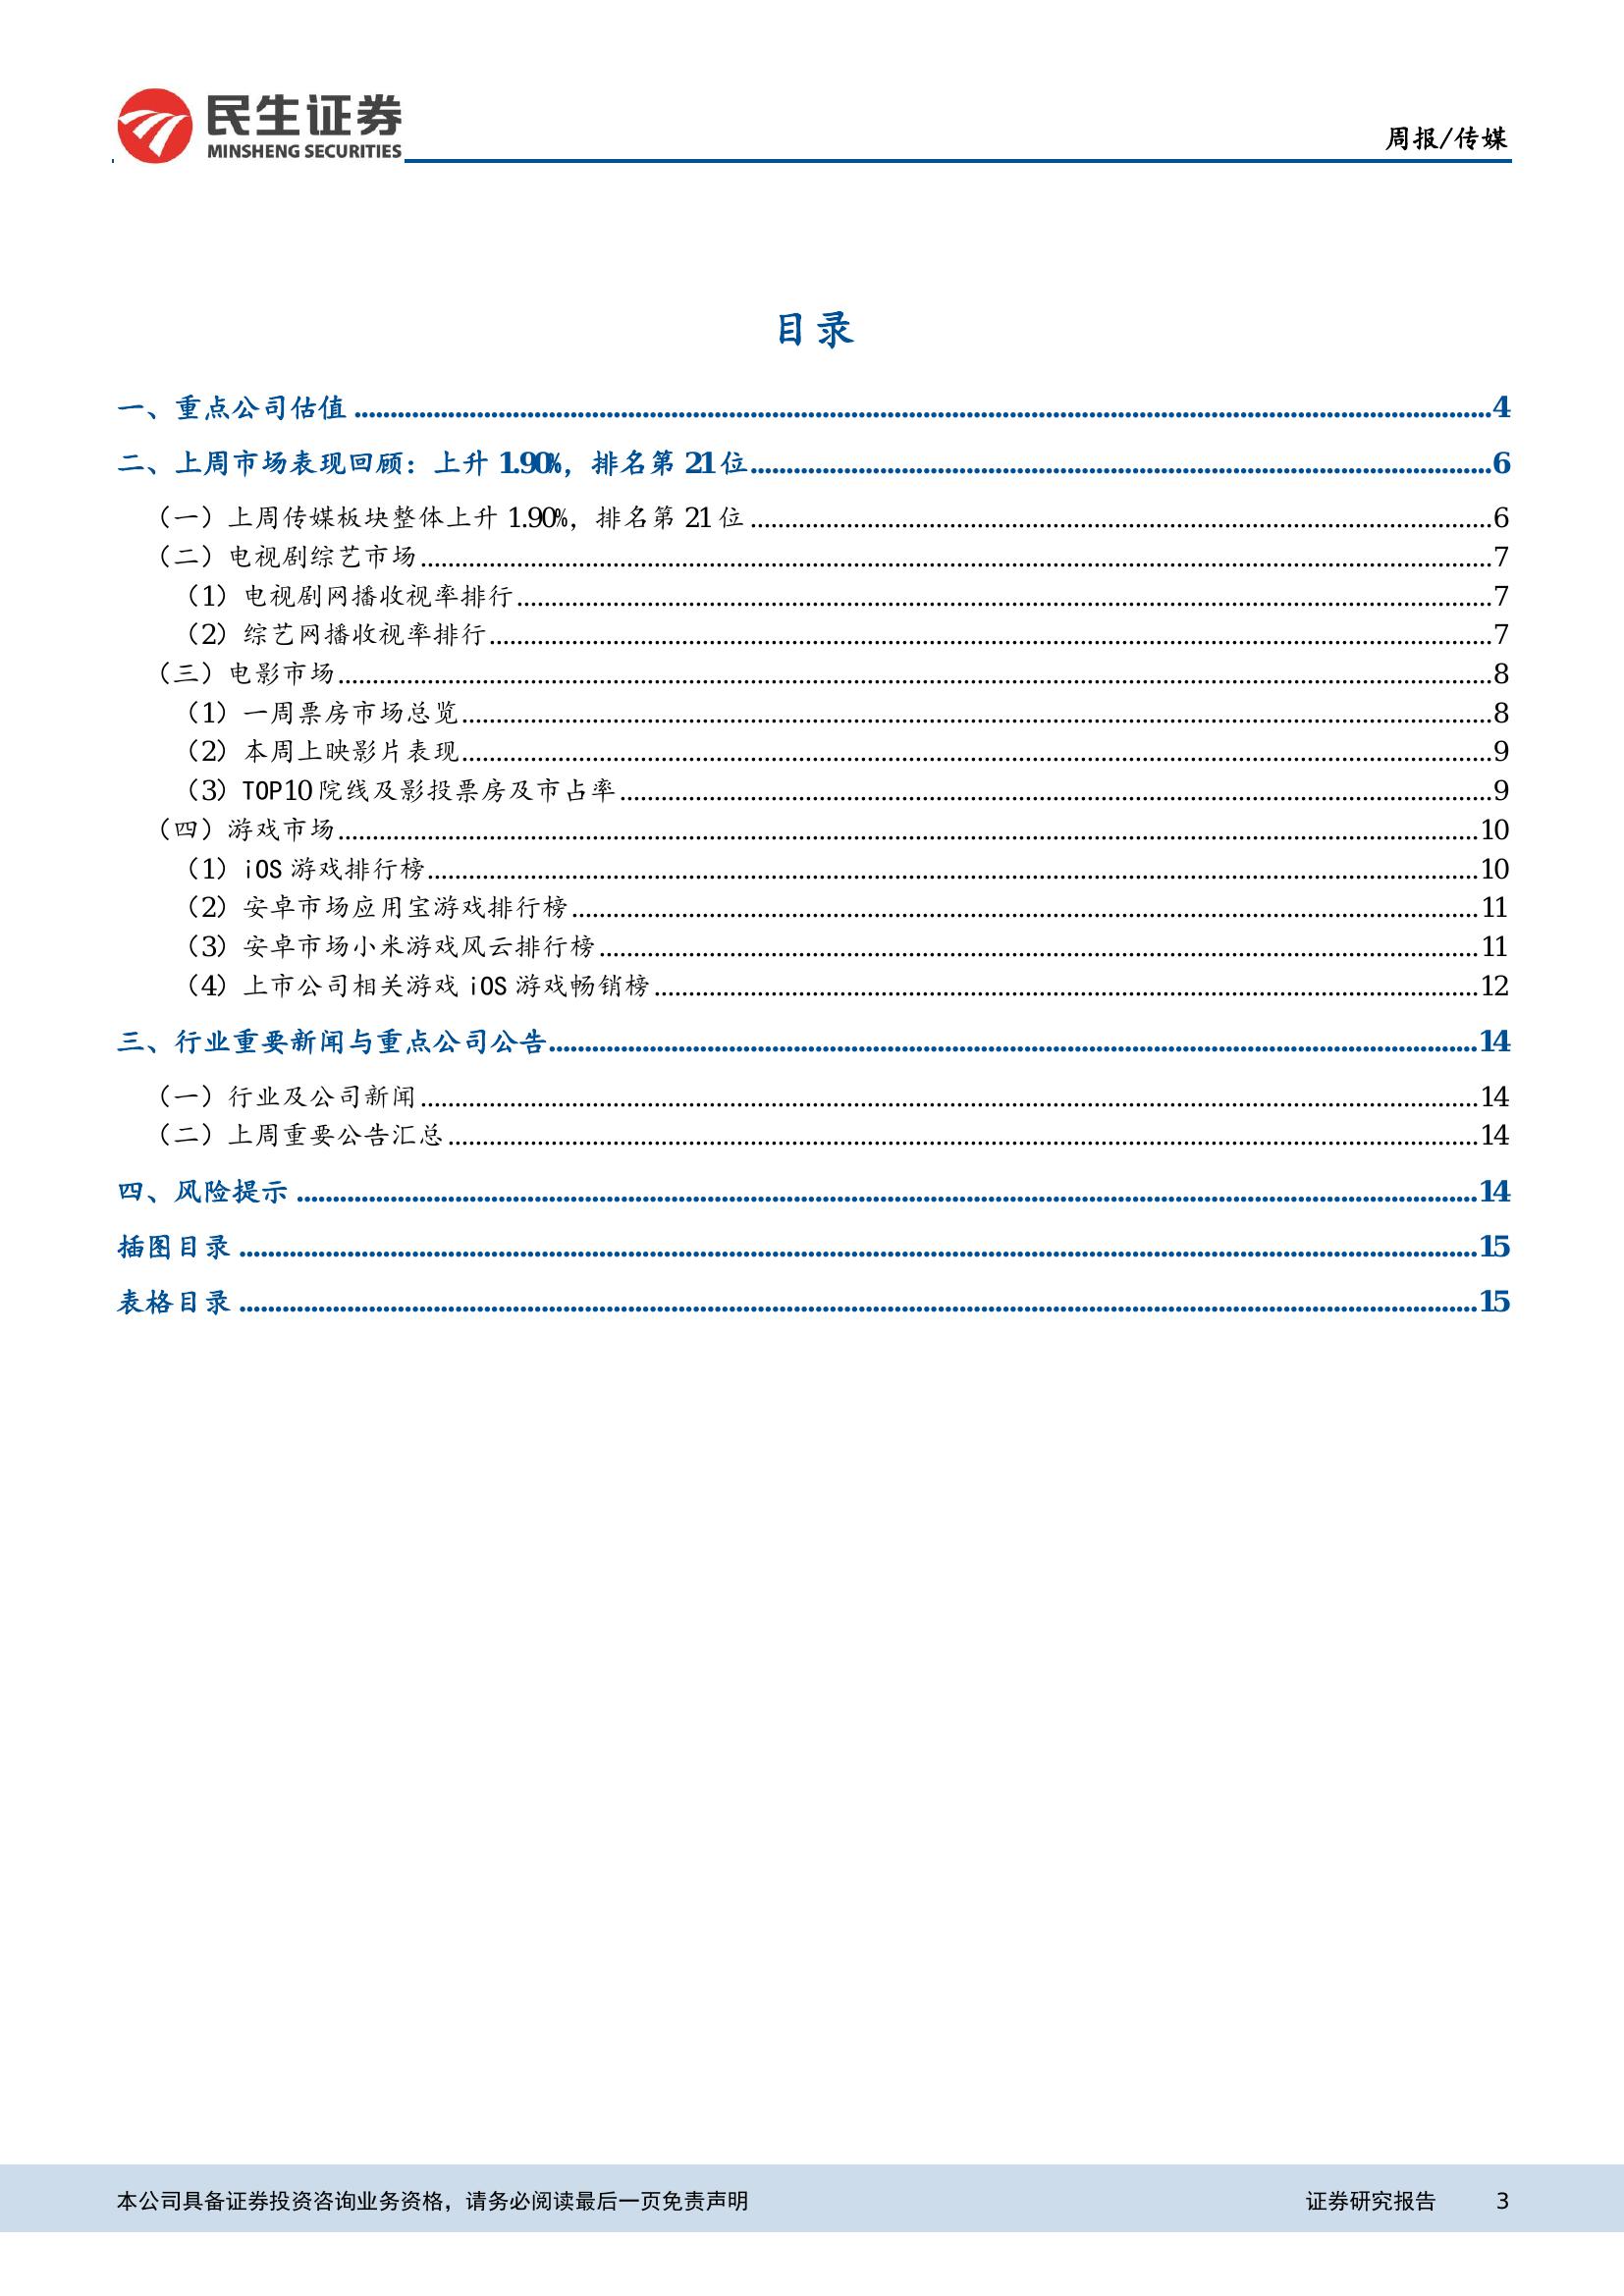 民生证券
MINSHENG SECURITIES
周报/传媒
目录
一、重点公司估值 ........ 4
二、上周市场表现回顾：上升 1.90%，排名第 21 位 ........ 6
（一）上周传媒板块整体上升 1.90%，排名第 21 位 ........ 6
（二）电视剧综艺市场 ........ 7
（1）电视剧网播收视率排行 ........ 7
（2）综艺网播收视率排行 ........ 7
（三）电影市场 ........ 8
（1）一周票房市场总览 ........ 8
（2）本周上映影片表现 ........ 9
（3）TOP10 院线及影投票房及市占率 ........ 9
（四）游戏市场 ........ 10
（1）iOS 游戏排行榜 ........ 10
（2）安卓市场应用宝游戏排行榜 ........ 11
（3）安卓市场小米游戏风云排行榜 ........ 11
（4）上市公司相关游戏 iOS 游戏畅销榜 ........ 12
三、行业重要新闻与重点公司公告 ........ 14
（一）行业及公司新闻 ........ 14
（二）上周重要公告汇总 ........ 14
四、风险提示 ........ 14
插图目录 ........ 15
表格目录 ........ 15
本公司具备证券投资咨询业务资格，请务必阅读最后一页免责声明 证券研究报告 3